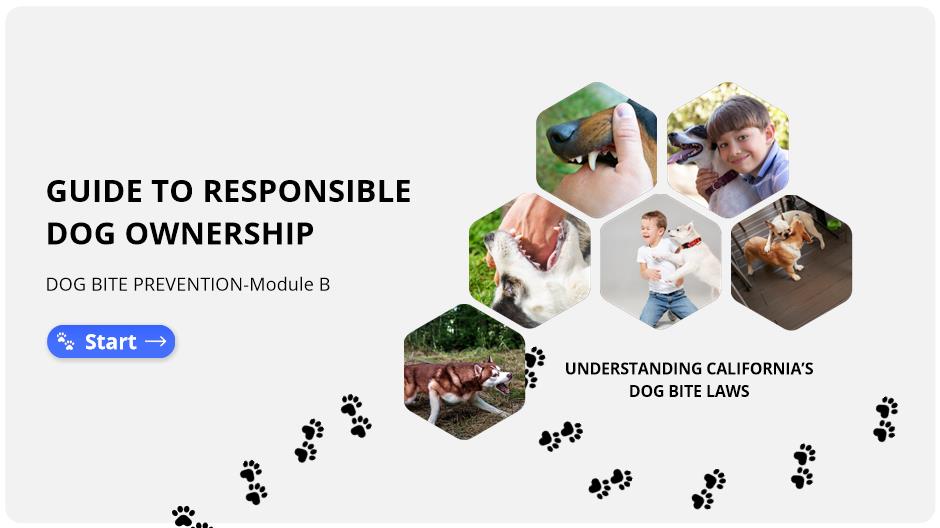 GUIDE TO RESPONSIBLE
DOG OWNERSHIP
DOG BITE PREVENTION-Module B
Start
UNDERSTANDING CALIFORNIA’S
DOG BITE LAWS